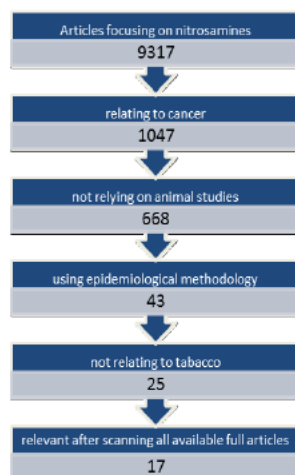 Articles focusing on nitrosamines
9317
relating to cancer
1047
not relying on animal studies
668
using epidemiological methodology
43
not relating to tabacco
25
relevant after scanning all available full articles
17